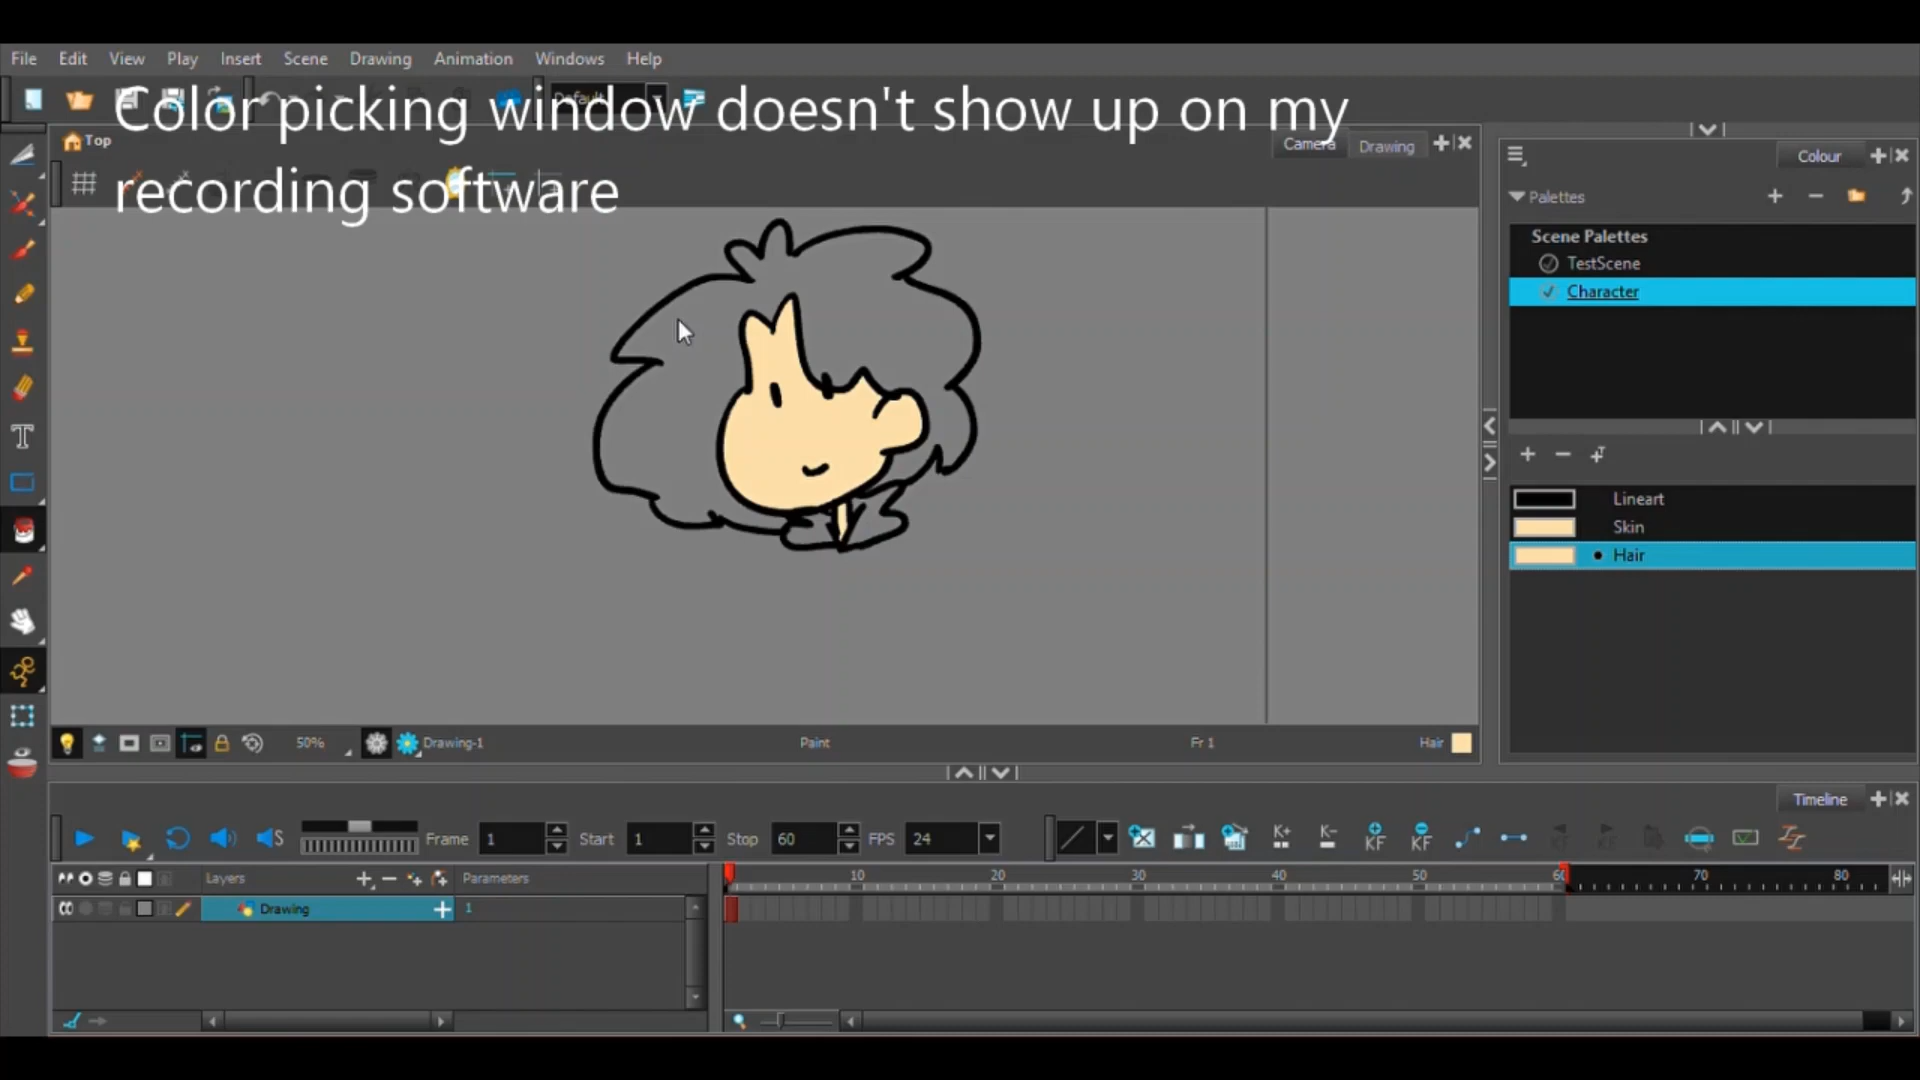 File Edit View Play Insert Scene Drawing Animation Windows Help
Default
Color picking window doesn't show up on my
recording software
Top
Camera Drawing
Colour
Palettes
Scene Palettes
TestScene
Character
Lineart
Skin
Hair
50% Drawing-1 Paint Fr 1 Hair
Timeline
Frame 1 Start 1 Stop 60 FPS 24
K+ K- KF KF
Layers Parameters
10 20 30 40 50 60 70 80
Drawing 1